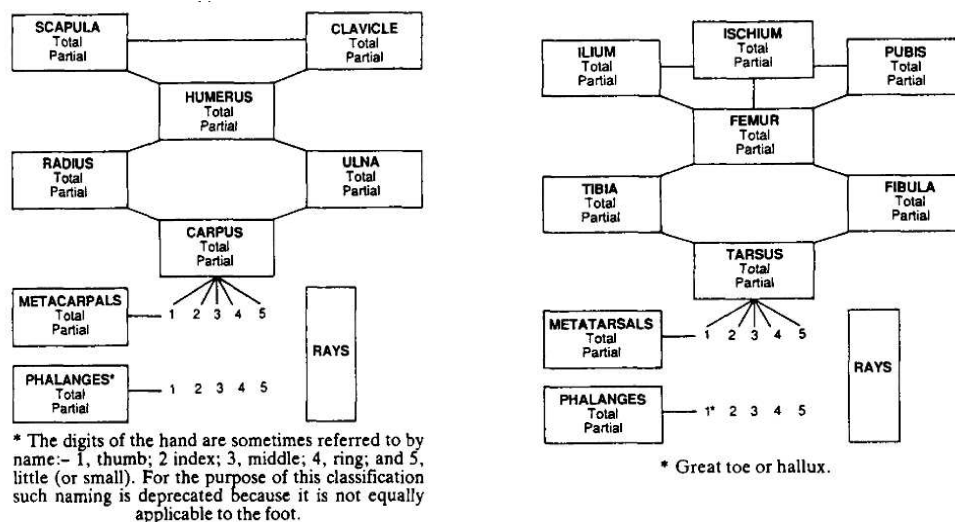 SCAPULA
Total
Partial
CLAVICLE
Total
Partial
HUMERUS
Total
Partial
RADIUS
Total
Partial
ULNA
Total
Partial
CARPUS
Total
Partial
METACARPALS
Total
Partial
1 2 3 4 5
RAYS
PHALANGES*
Total
Partial
1 2 3 4 5
* The digits of the hand are sometimes referred to by
name:– 1, thumb; 2 index; 3, middle; 4, ring; and 5,
little (or small). For the purpose of this classification
such naming is deprecated because it is not equally
applicable to the foot.
ILIUM
Total
Partial
ISCHIUM
Total
Partial
PUBIS
Total
Partial
FEMUR
Total
Partial
TIBIA
Total
Partial
FIBULA
Total
Partial
TARSUS
Total
Partial
METATARSALS
Total
Partial
1 2 3 4 5
RAYS
PHALANGES
Total
Partial
1* 2 3 4 5
* Great toe or hallux.